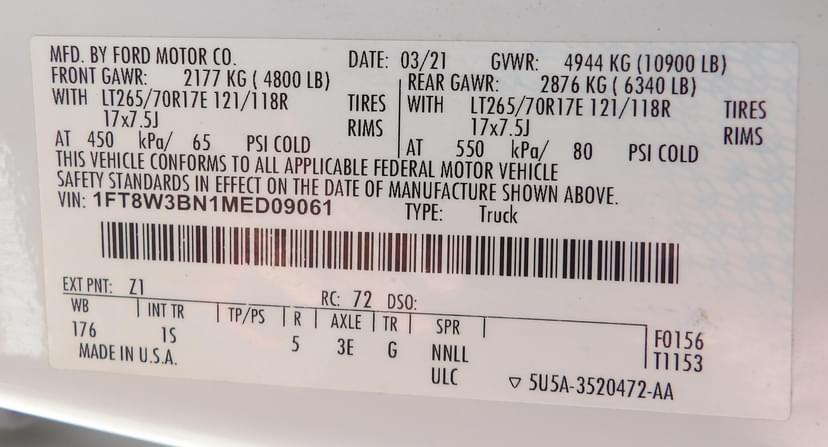 MFD. BY FORD MOTOR CO. DATE: 03/21 GVWR: 4944 KG (10900 LB)
FRONT GAWR: 2177 KG ( 4800 LB) REAR GAWR: 2876 KG ( 6340 LB)
WITH LT265/70R17E 121/118R TIRES WITH LT265/70R17E 121/118R TIRES
17x7.5J RIMS 17x7.5J RIMS
AT 450 kPa/ 65 PSI COLD AT 550 kPa/ 80 PSI COLD
THIS VEHICLE CONFORMS TO ALL APPLICABLE FEDERAL MOTOR VEHICLE
SAFETY STANDARDS IN EFFECT ON THE DATE OF MANUFACTURE SHOWN ABOVE.
VIN: 1FT8W3BN1MED09061 TYPE: Truck
EXT PNT: Z1 RC: 72 DSO:
WB INT TR TP/PS R AXLE TR SPR
176 1S 5 3E G NNLL F0156
MADE IN U.S.A. ULC T1153
▽ 5U5A-3520472-AA